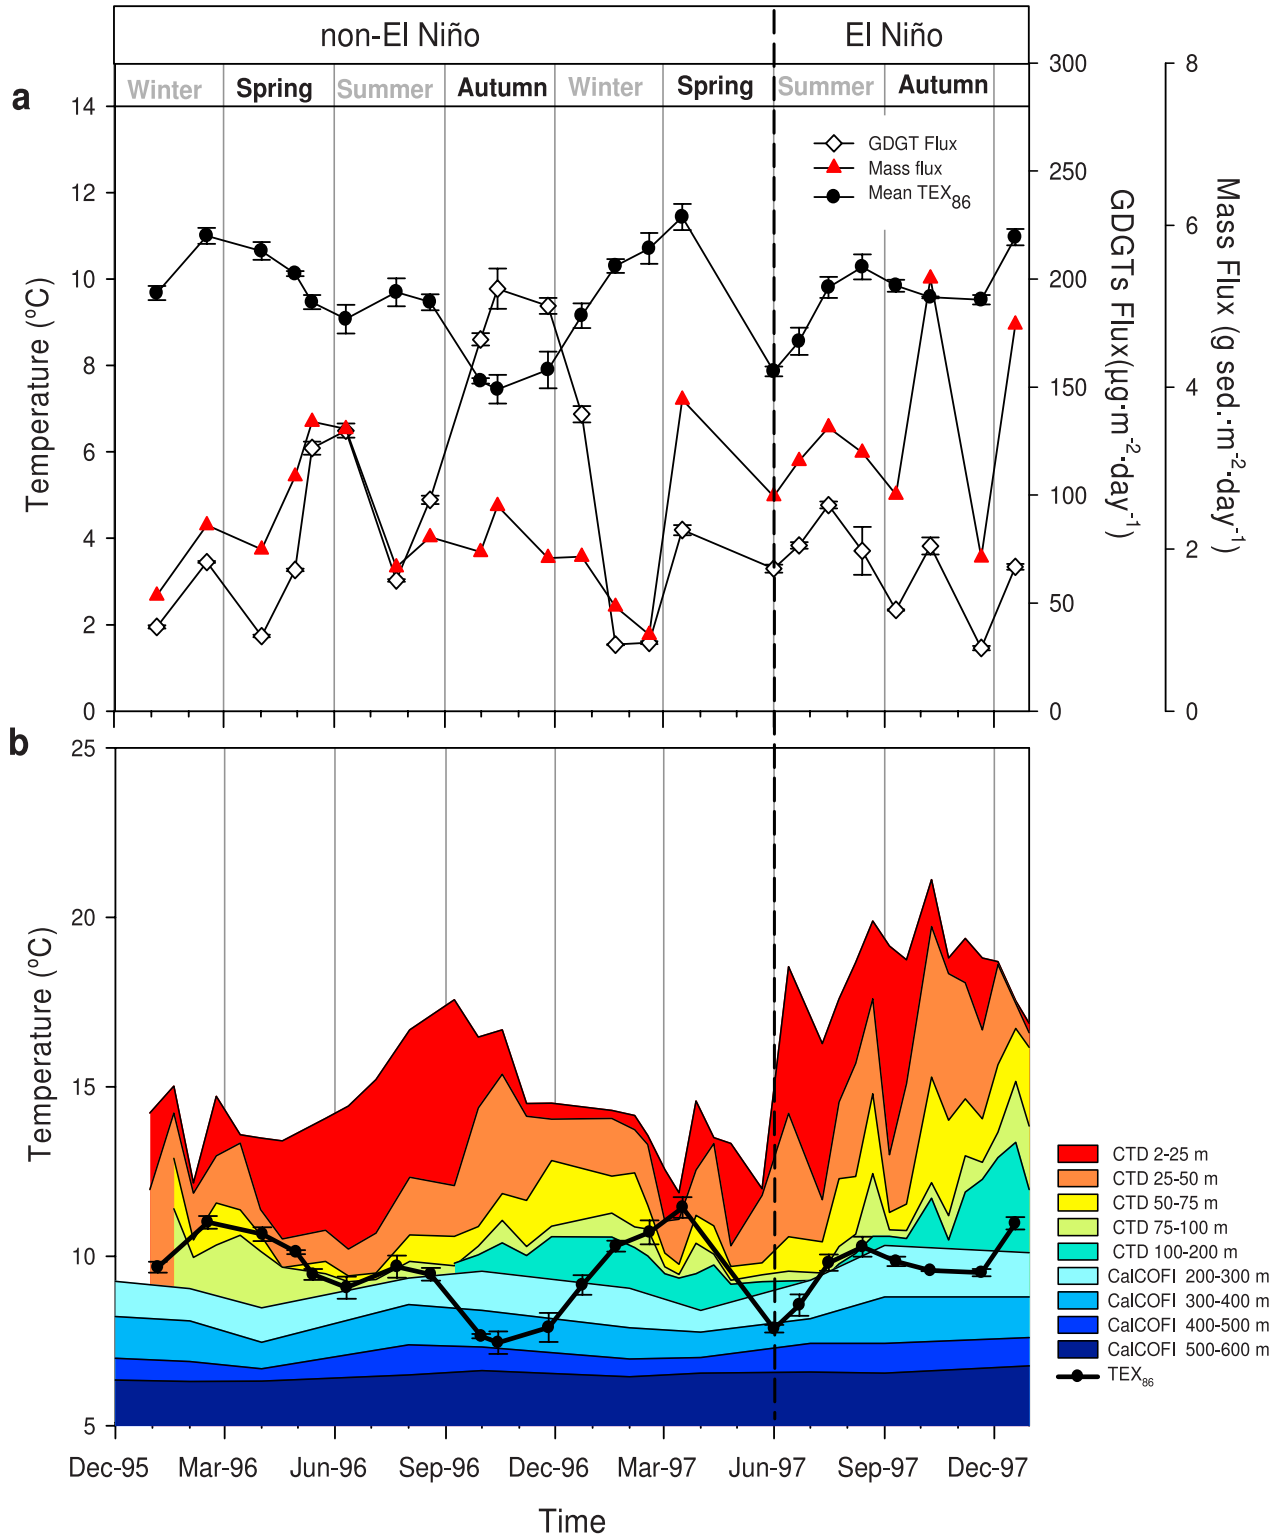 non-El Niño El Niño
a
Winter Spring Summer Autumn Winter Spring Summer Autumn
GDGT Flux
Mass flux
Mean TEX86
14
12
10
8
6
4
2
0
Temperature (ºC)
300
250
200
150
100
50
0
GDGTs Flux(µg·m-2·day-1)
8
6
4
2
0
Mass Flux (g sed.·m-2·day-1)
b
25
20
15
10
5
Temperature (ºC)
CTD 2-25 m
CTD 25-50 m
CTD 50-75 m
CTD 75-100 m
CTD 100-200 m
CalCOFI 200-300 m
CalCOFI 300-400 m
CalCOFI 400-500 m
CalCOFI 500-600 m
TEX86
Dec-95 Mar-96 Jun-96 Sep-96 Dec-96 Mar-97 Jun-97 Sep-97 Dec-97
Time